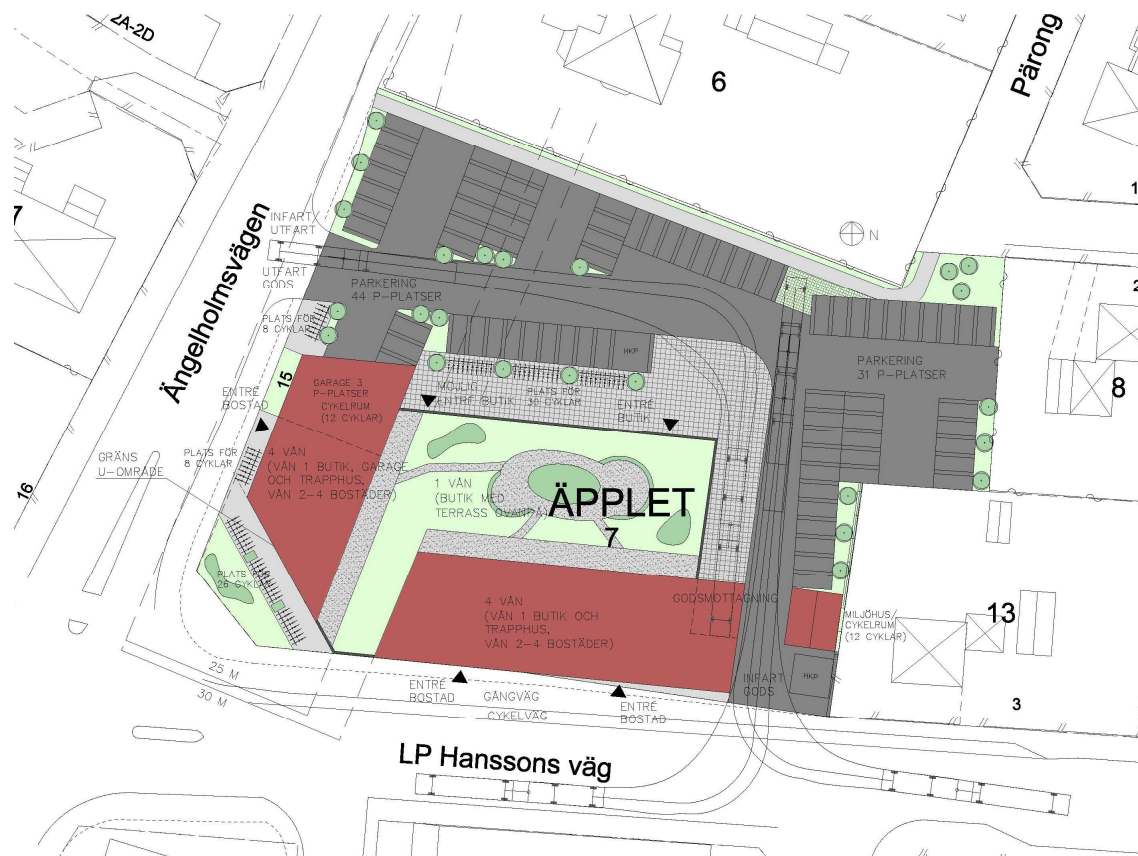 2A-2D
6
Pärong
1
7
Ängelholmsvägen
INFART/
UTFART
UTFART
GODS
N
PARKERING
44 P-PLATSER
2
PLATS FÖR
8 CYKLAR
HKP
PARKERING
31 P-PLATSER
8
15
ENTRÉ
BOSTAD
GARAGE 3
P-PLATSER
CYKELRUM
(12 CYKLAR)
MÖJLIG
ENTRÉ BUTIK
PLATS FÖR
30 CYKLAR
ENTRÉ
BUTIK
GRÄNS
U-OMRÅDE
PLATS FÖR
8 CYKLAR
4 VÅN
(VÅN 1 BUTIK, GARAGE
OCH TRAPPHUS,
VÅN 2-4 BOSTÄDER)
1 VÅN
(BUTIK MED
TERRASS OVANPÅ)
ÄPPLET
7
16
PLATS FÖR
26 CYKLAR
4 VÅN
(VÅN 1 BUTIK OCH
TRAPPHUS,
VÅN 2-4 BOSTÄDER)
GODSMOTTAGNING
MILJÖHUS/
CYKELRUM
(12 CYKLAR)
13
25 M
30 M
ENTRÉ
BOSTAD
GÅNGVÄG
CYKELVÄG
ENTRÉ
BOSTAD
INFART
GODS
HKP
3
LP Hanssons väg